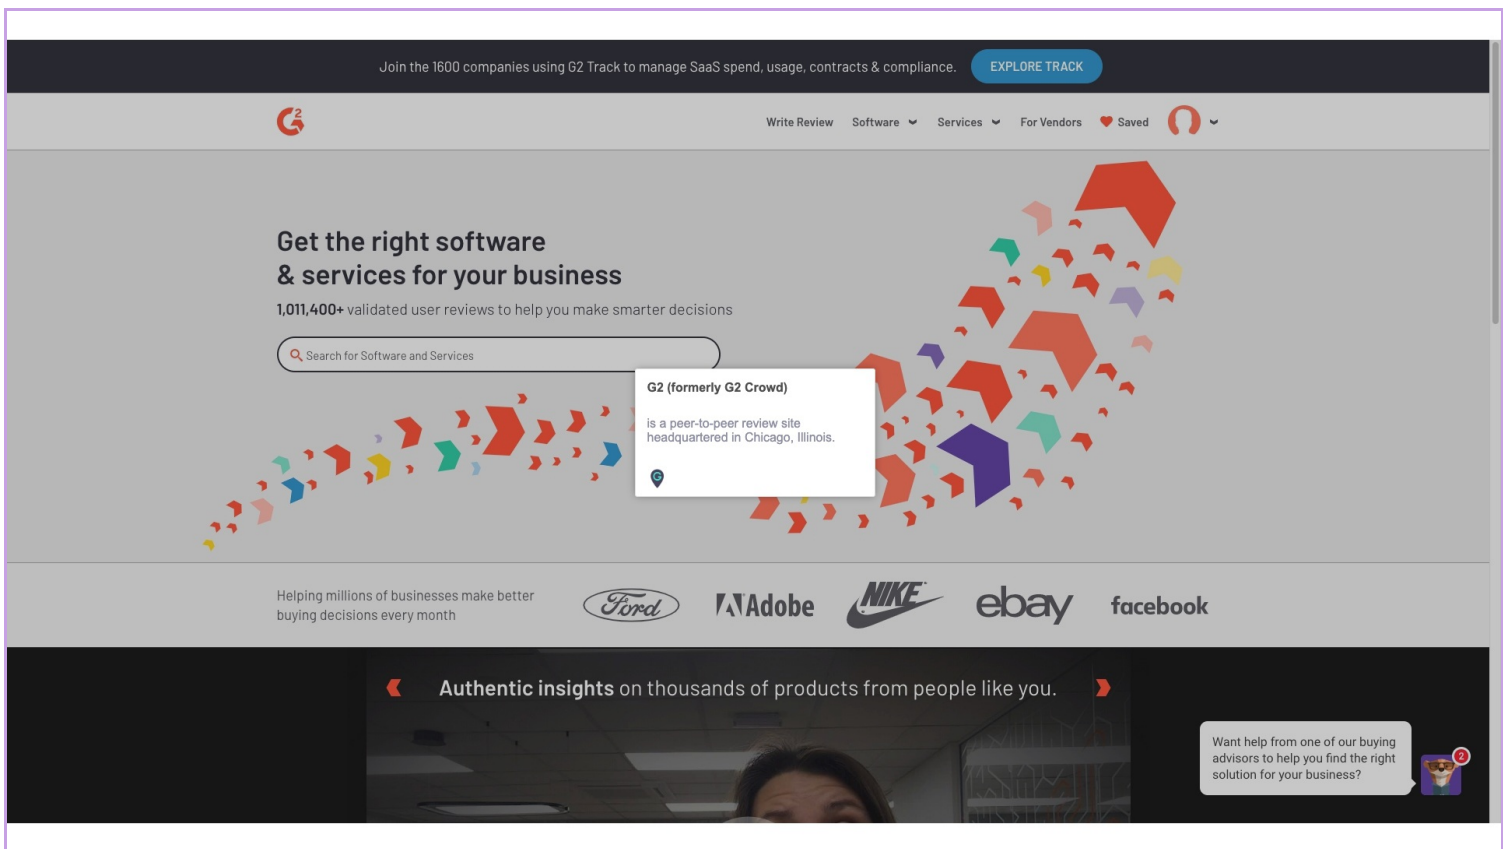 Join the 1600 companies using G2 Track to manage SaaS spend, usage, contracts & compliance. EXPLORE TRACK
G2
Write Review Software Services For Vendors Saved
Get the right software
& services for your business
1,011,400+ validated user reviews to help you make smarter decisions
Search for Software and Services
G2 (formerly G2 Crowd)
is a peer-to-peer review site
headquartered in Chicago, Illinois.
G
Helping millions of businesses make better
buying decisions every month
Ford Adobe NIKE ebay facebook
Authentic insights on thousands of products from people like you.
Want help from one of our buying
advisors to help you find the right
solution for your business?
2